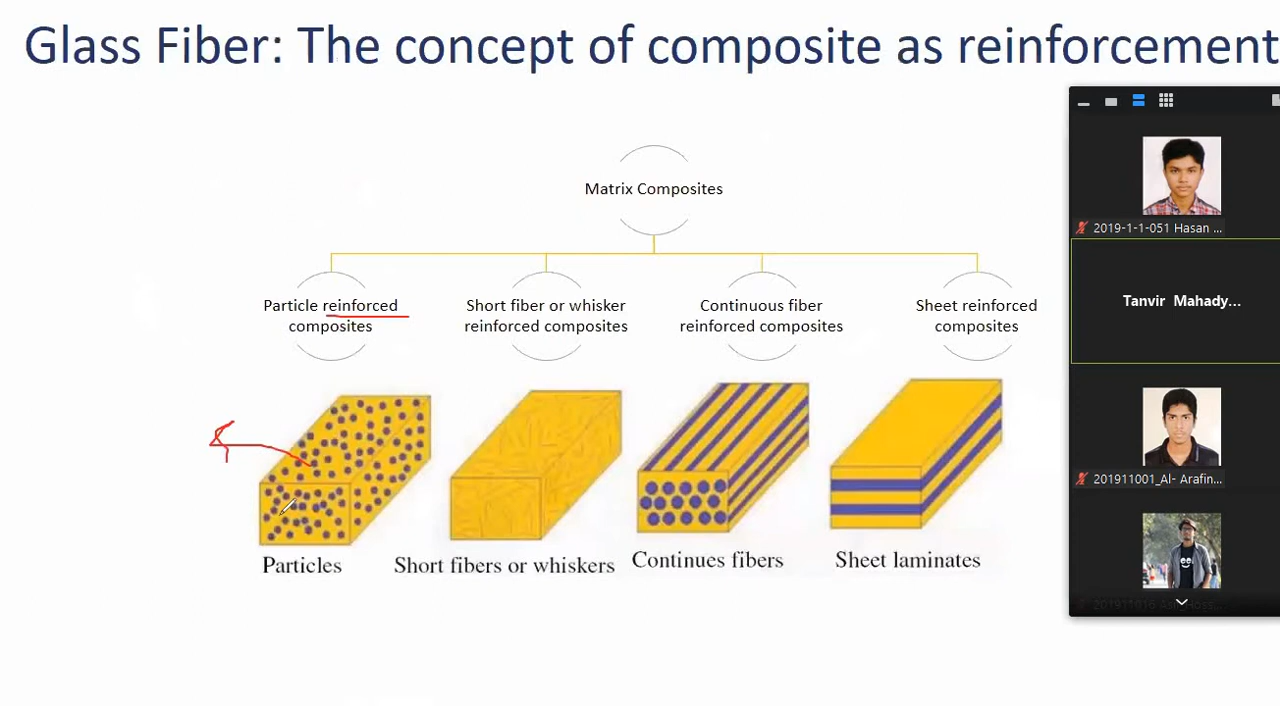 Glass Fiber: The concept of composite as reinforcement
Matrix Composites
Particle reinforced
composites
Short fiber or whisker
reinforced composites
Continuous fiber
reinforced composites
Sheet reinforced
composites
Particles
Short fibers or whiskers
Continues fibers
Sheet laminates
2019-1-1-051 Hasan ...
Tanvir Mahady...
201911001_Al- Arafin...